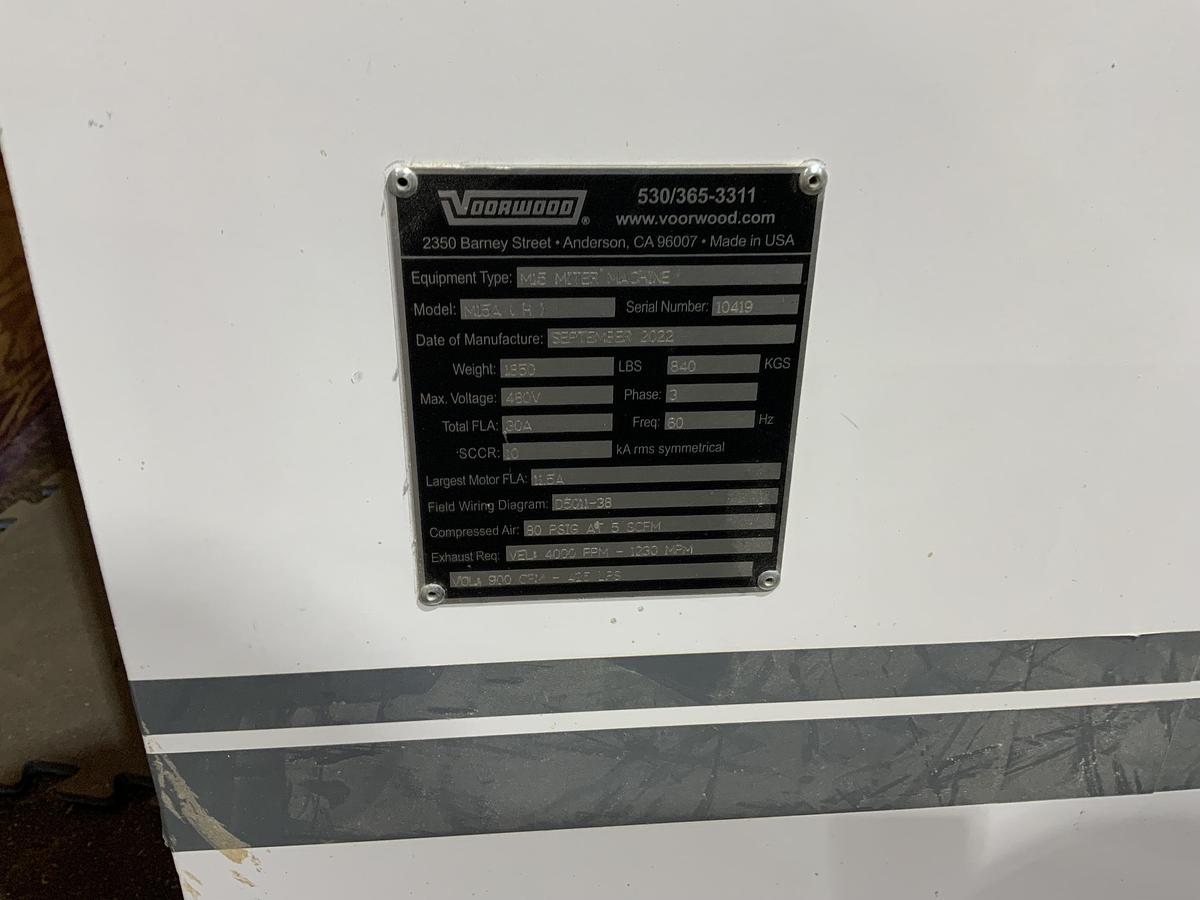 VOORWOOD® 530/365-3311
www.voorwood.com
2350 Barney Street • Anderson, CA 96007 • Made in USA
Equipment Type: M15 MITER MACHINE
Model: M15A ( H ) Serial Number: 10419
Date of Manufacture: SEPTEMBER 2022
Weight: 1850 LBS 840 KGS
Max. Voltage: 480V Phase: 3
Total FLA: 30A Freq: 60 Hz
SCCR: 10 kA rms symmetrical
Largest Motor FLA: 11.5A
Field Wiring Diagram: D5011-38
Compressed Air: 80 PSIG AT 5 SCFM
Exhaust Req: VEL: 4000 FPM - 1230 MPM
VOL: 900 CFM - 425 LPS